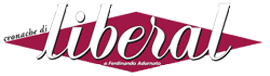 cronache di
liberal
e Ferdinando Adornato